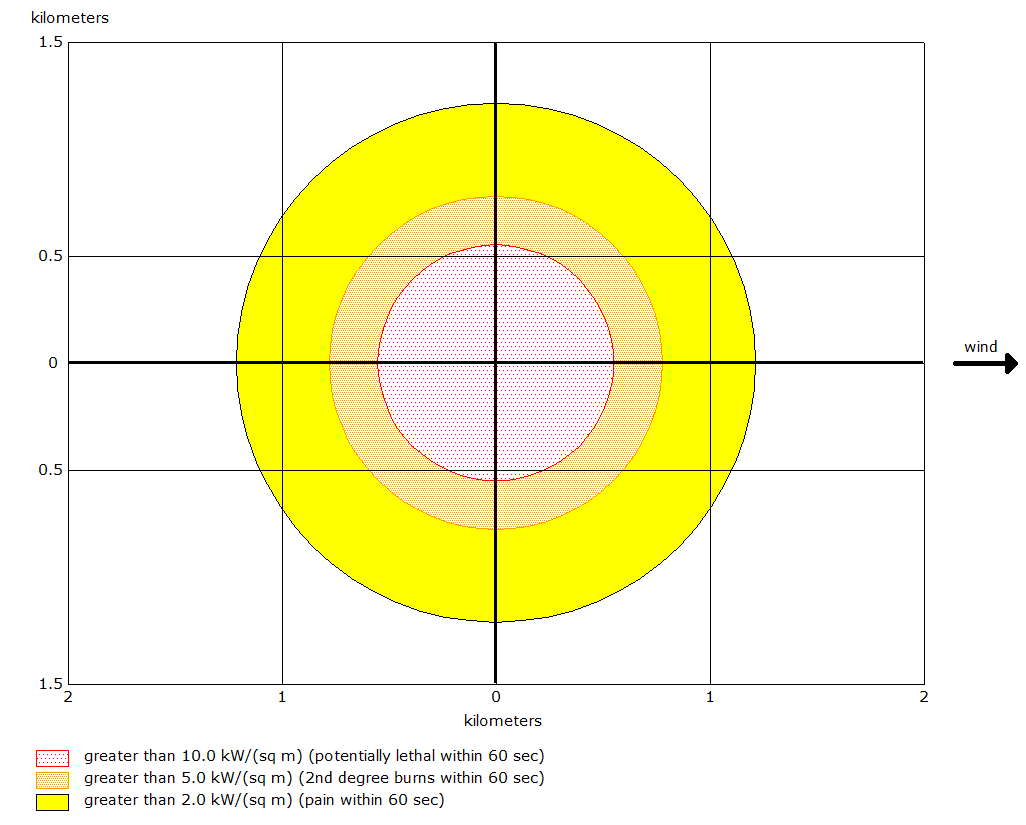 kilometers
1.5
0.5
0
wind
0.5
1.5
2 1 0 1 2
kilometers
greater than 10.0 kW/(sq m) (potentially lethal within 60 sec)
greater than 5.0 kW/(sq m) (2nd degree burns within 60 sec)
greater than 2.0 kW/(sq m) (pain within 60 sec)